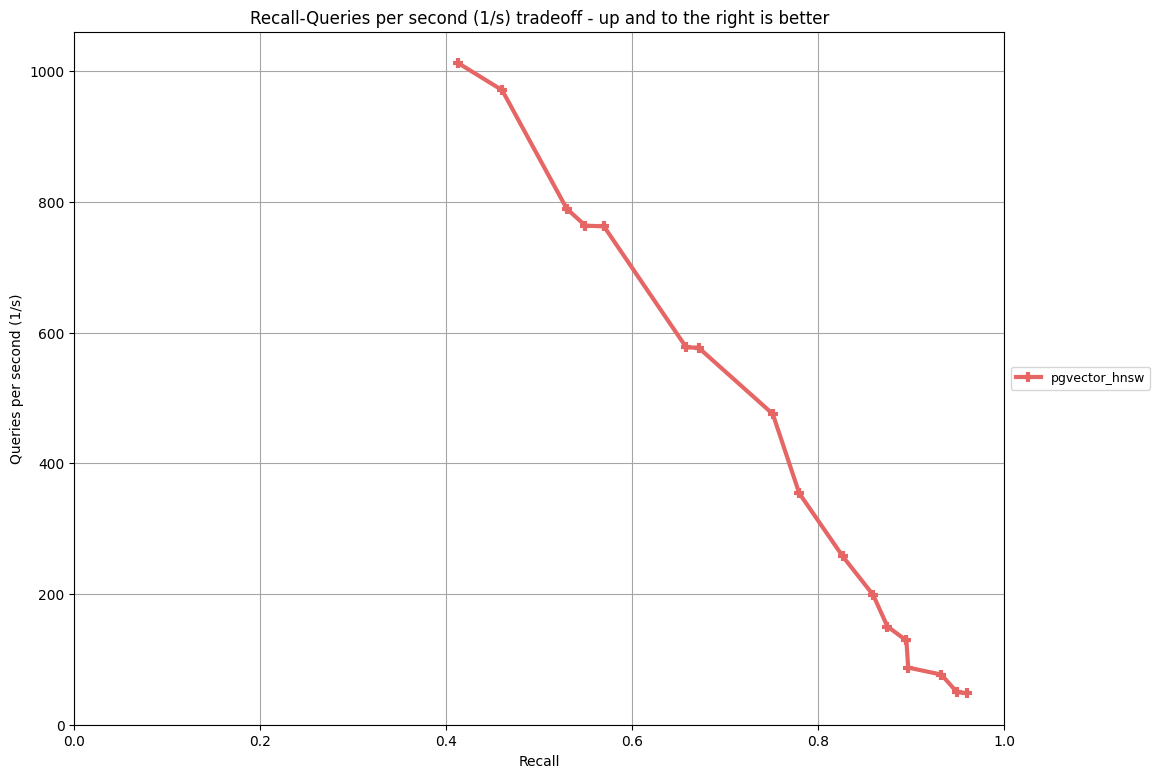 Recall-Queries per second (1/s) tradeoff - up and to the right is better
1000
800
600
400
200
0
Queries per second (1/s)
0.0 0.2 0.4 0.6 0.8 1.0
Recall
pgvector_hnsw